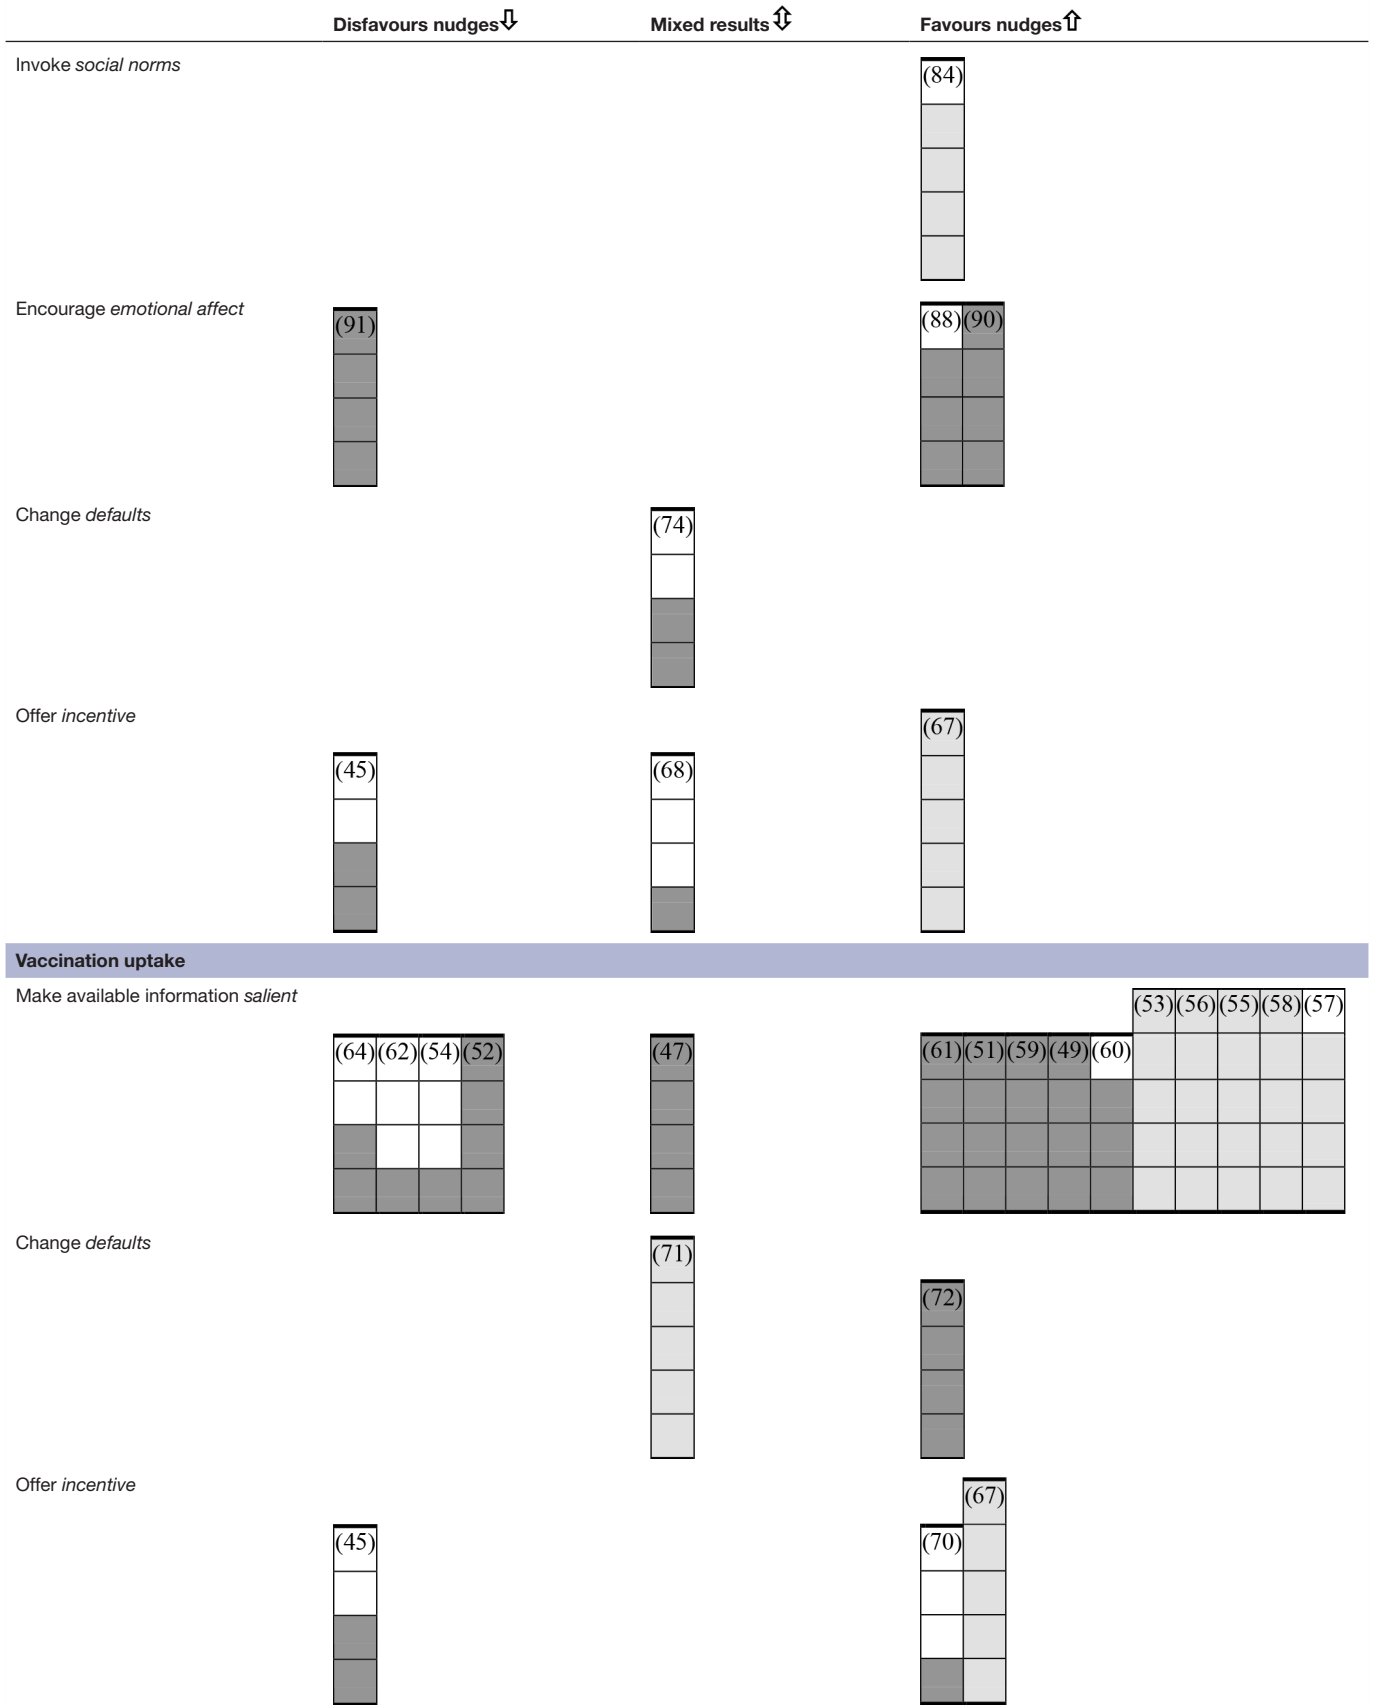 Disfavours nudges⇩ Mixed results⇕ Favours nudges⇧
Invoke social norms
(84)
Encourage emotional affect
(91) (88) (90)
Change defaults
(74)
Offer incentive
(67)
(45) (68)
Vaccination uptake
Make available information salient
(53) (56) (55) (58) (57)
(64) (62) (54) (52) (47) (61) (51) (59) (49) (60)
Change defaults
(71)
(72)
Offer incentive
(67)
(45) (70)